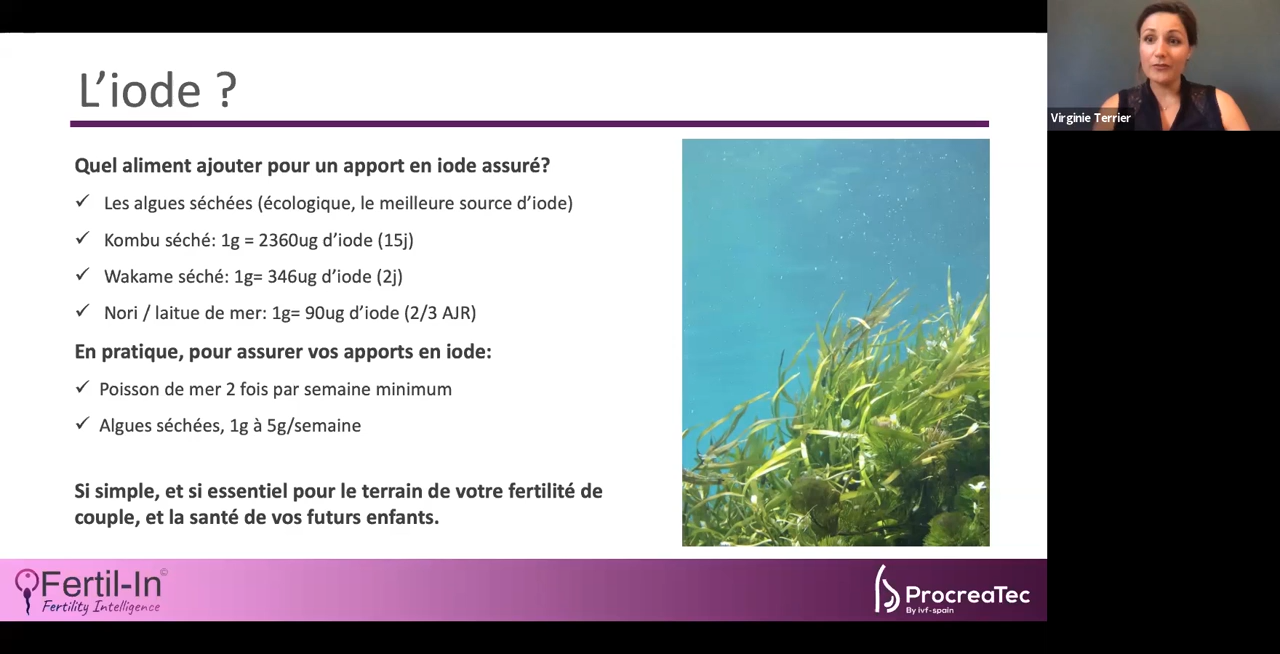 L'iode ?
Quel aliment ajouter pour un apport en iode assuré?
✓ Les algues séchées (écologique, le meilleure source d'iode)
✓ Kombu séché: 1g = 2360ug d'iode (15j)
✓ Wakame séché: 1g= 346ug d'iode (2j)
✓ Nori / laitue de mer: 1g= 90ug d'iode (2/3 AJR)
En pratique, pour assurer vos apports en iode:
✓ Poisson de mer 2 fois par semaine minimum
✓ Algues séchées, 1g à 5g/semaine
Si simple, et si essentiel pour le terrain de votre fertilité de
couple, et la santé de vos futurs enfants.
Fertil-In©
Fertility Intelligence
ProcreaTec
By ivf-spain
Virginie Terrier